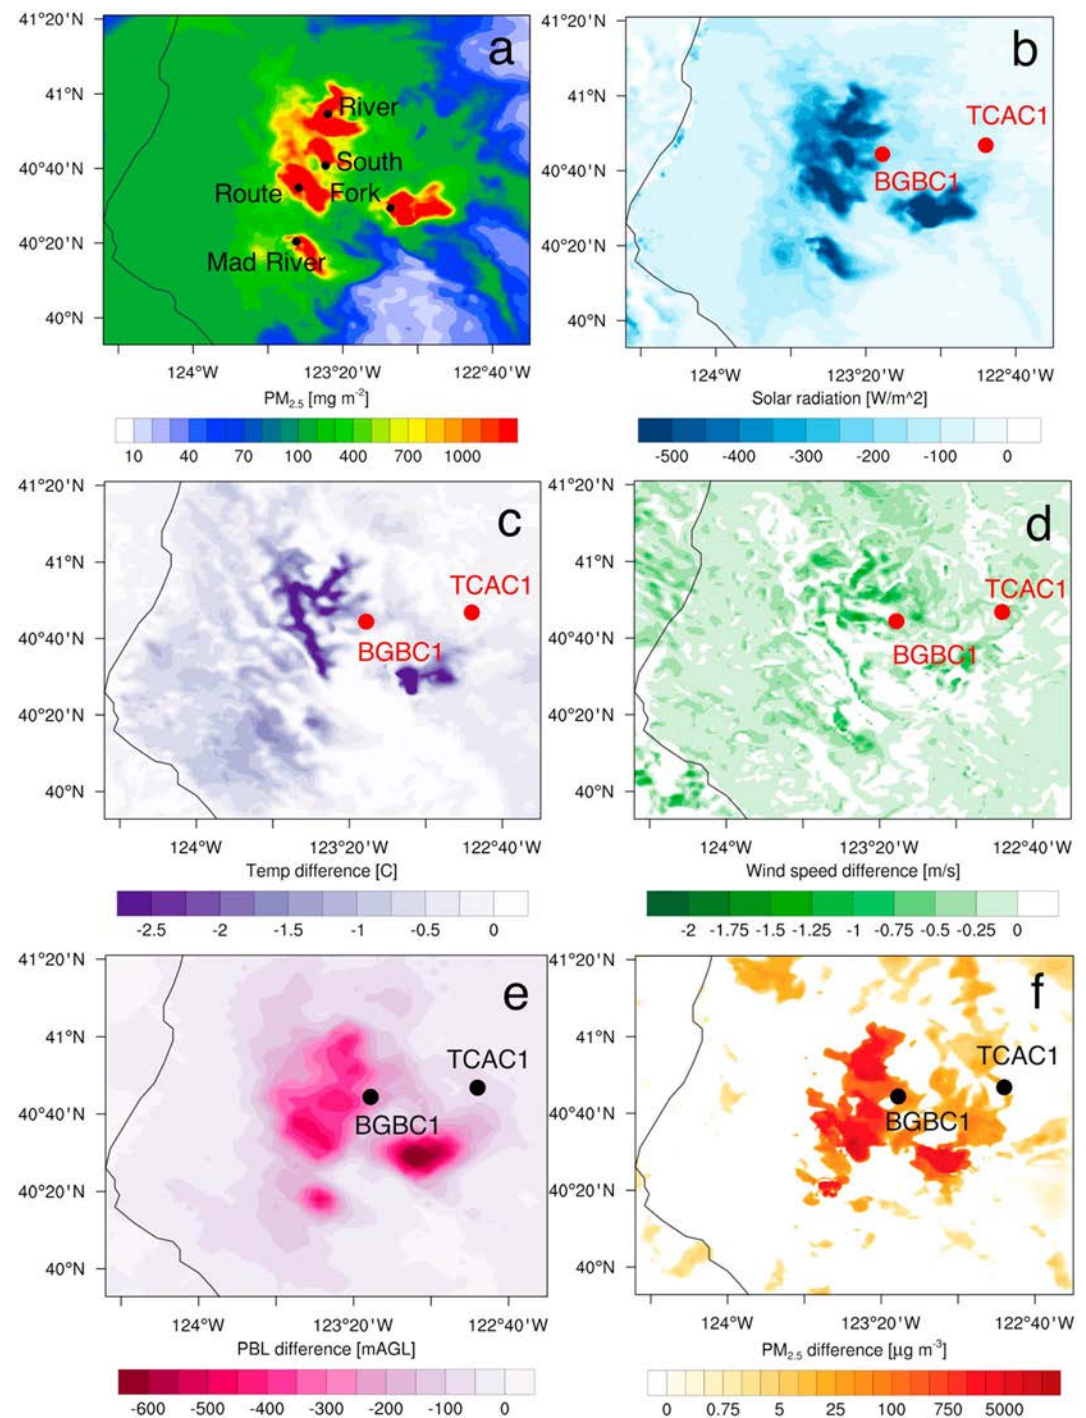 a
41°20'N
41°N
40°40'N
40°20'N
40°N
River
South
Route
Fork
Mad River
124°W
123°20'W
122°40'W
PM2.5 [mg m-2]
10 40 70 100 400 700 1000
b
41°20'N
41°N
40°40'N
40°20'N
40°N
TCAC1
BGBC1
124°W
123°20'W
122°40'W
Solar radiation [W/m^2]
-500 -400 -300 -200 -100 0
c
41°20'N
41°N
40°40'N
40°20'N
40°N
TCAC1
BGBC1
124°W
123°20'W
122°40'W
Temp difference [C]
-2.5 -2 -1.5 -1 -0.5 0
d
41°20'N
41°N
40°40'N
40°20'N
40°N
TCAC1
BGBC1
124°W
123°20'W
122°40'W
Wind speed difference [m/s]
-2 -1.75 -1.5 -1.25 -1 -0.75 -0.5 -0.25 0
e
41°20'N
41°N
40°40'N
40°20'N
40°N
TCAC1
BGBC1
124°W
123°20'W
122°40'W
PBL difference [mAGL]
-600 -500 -400 -300 -200 -100 0
f
41°20'N
41°N
40°40'N
40°20'N
40°N
TCAC1
BGBC1
124°W
123°20'W
122°40'W
PM2.5 difference [µg m-3]
0 0.75 5 25 100 750 5000